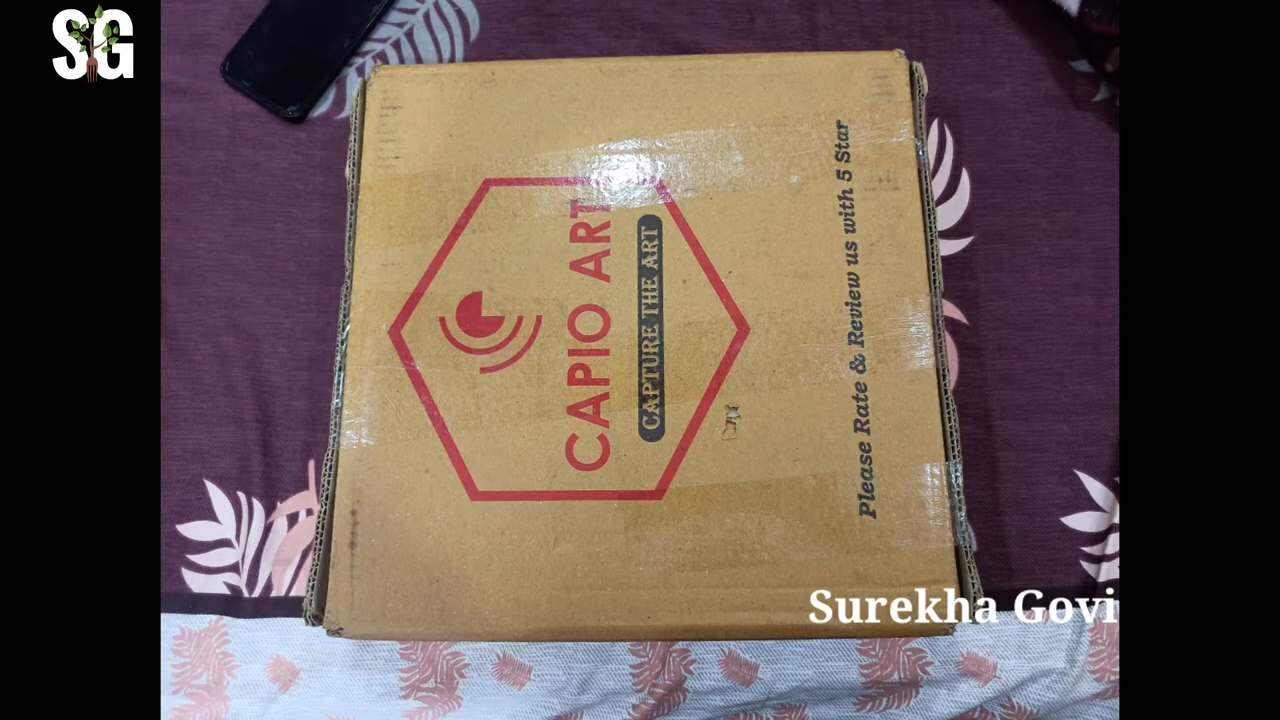 SG
CAPIO ART
CAPTURE THE ART
Please Rate & Review us with 5 Star
Surekha Govi